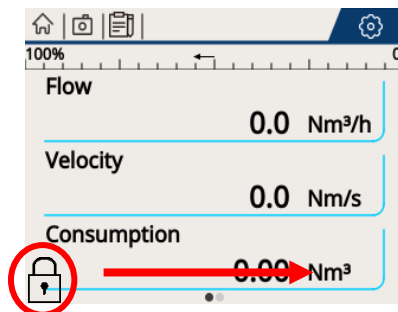 100%
0
Flow
0.0 Nm³/h
Velocity
0.0 Nm/s
Consumption
0.00 Nm³